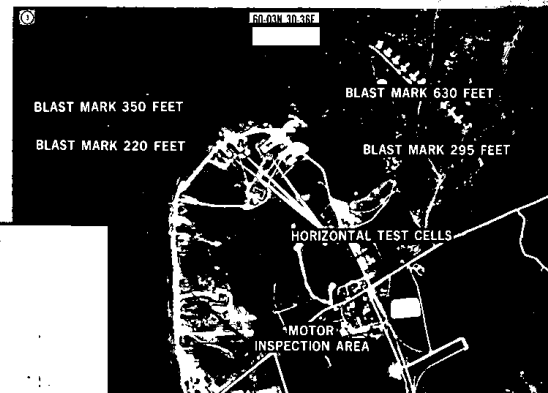 60-03N 30-36E
BLAST MARK 350 FEET
BLAST MARK 630 FEET
BLAST MARK 220 FEET
BLAST MARK 295 FEET
HORIZONTAL TEST CELLS
MOTOR
INSPECTION AREA